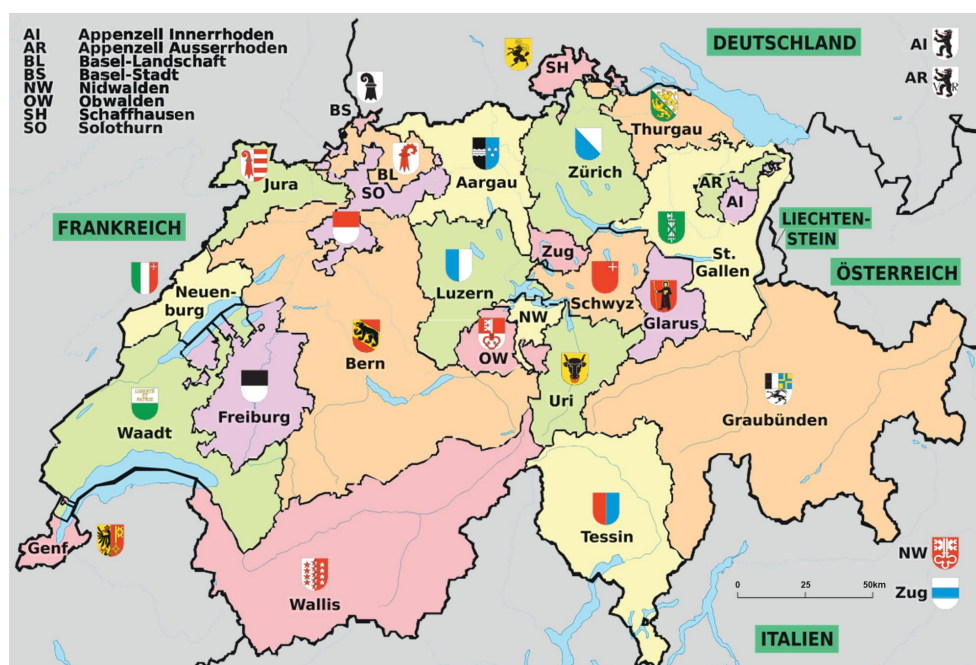 AI Appenzell Innerrhoden
AR Appenzell Ausserrhoden
BL Basel-Landschaft
BS Basel-Stadt
NW Nidwalden
OW Obwalden
SH Schaffhausen
SO Solothurn
DEUTSCHLAND
AI
AR
SH
BS
Thurgau
BL
SO
Jura
Aargau
Zürich
AR
AI
FRANKREICH
LIECHTEN-
STEIN
Zug
St.
Gallen
ÖSTERREICH
Neuen-
burg
Luzern
Schwyz
NW
Glarus
OW
Bern
Uri
Freiburg
Graubünden
LIBERTÉ
ET
PATRIE
Waadt
Tessin
Genf
Wallis
NW
0 25 50km
Zug
ITALIEN